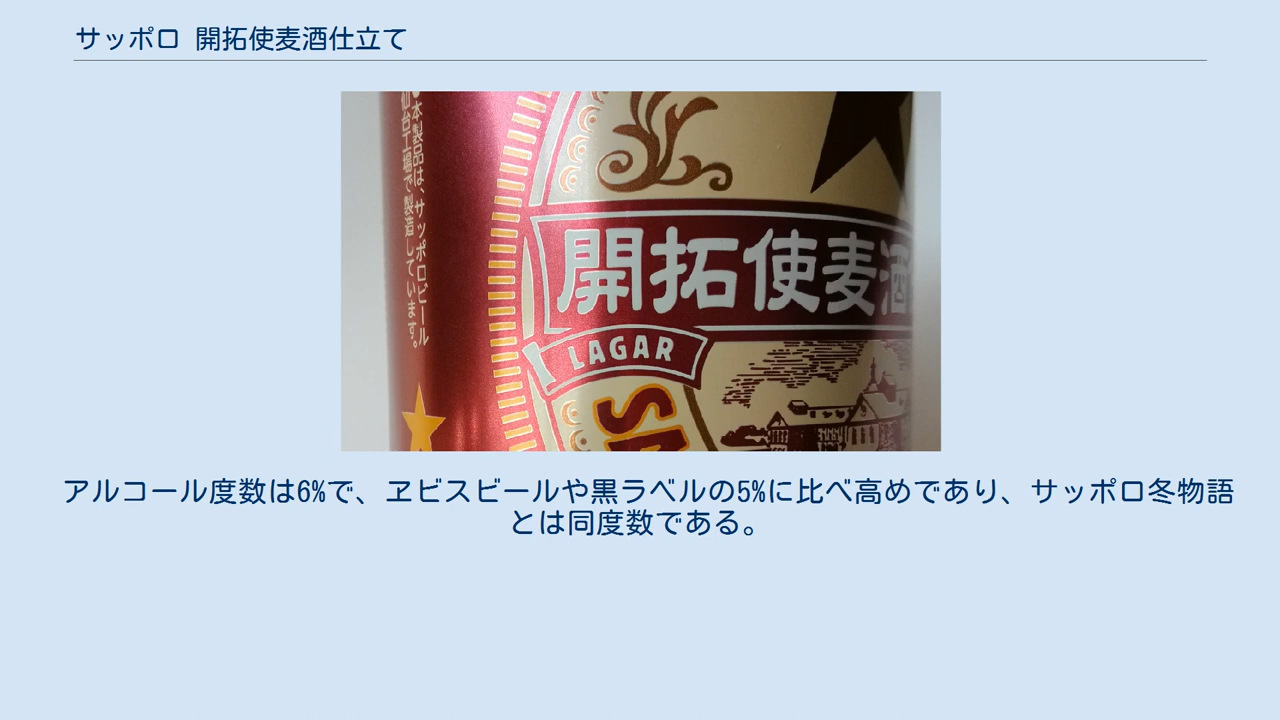 サッポロ 開拓使麦酒仕立て
●本製品は、サッポロビール
仙台工場で製造しています。
開拓使麦酒
LAGAR
アルコール度数は6%で、ヱビスビールや黒ラベルの5%に比べ高めであり、サッポロ冬物語
とは同度数である。